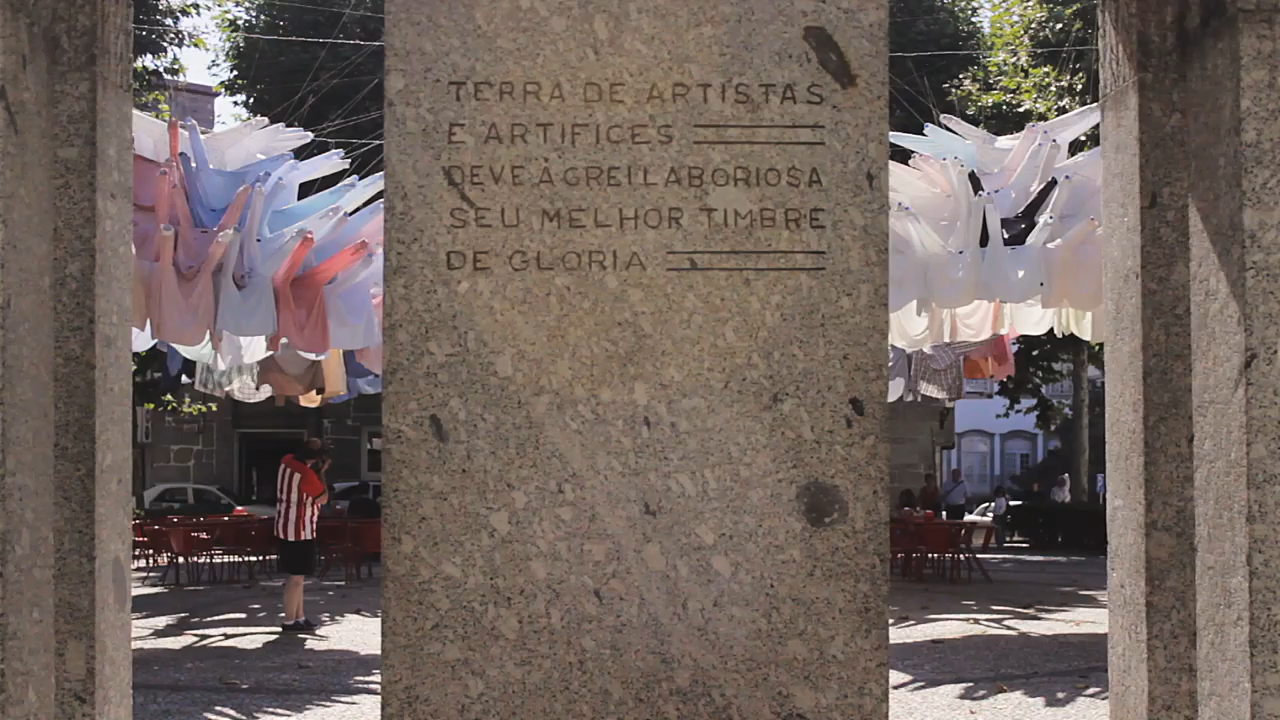 TERRA DE ARTISTAS
E ARTIFICES
DEVE À GREI LABORIOSA
SEU MELHOR TIMBRE
DE GLORIA